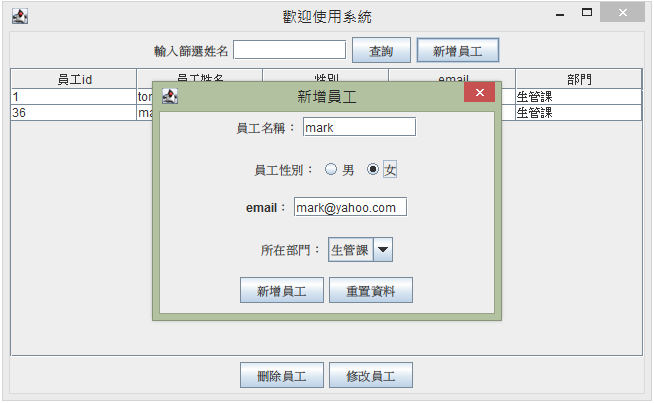 歡迎使用系統
輸入篩選姓名 查詢 新增員工
員工id 員工姓名 性別 email 部門
1 生管課
36 生管課
新增員工
員工名稱： mark
員工性別： 男 女
email： mark@yahoo.com
所在部門： 生管課
新增員工 重置資料
刪除員工 修改員工